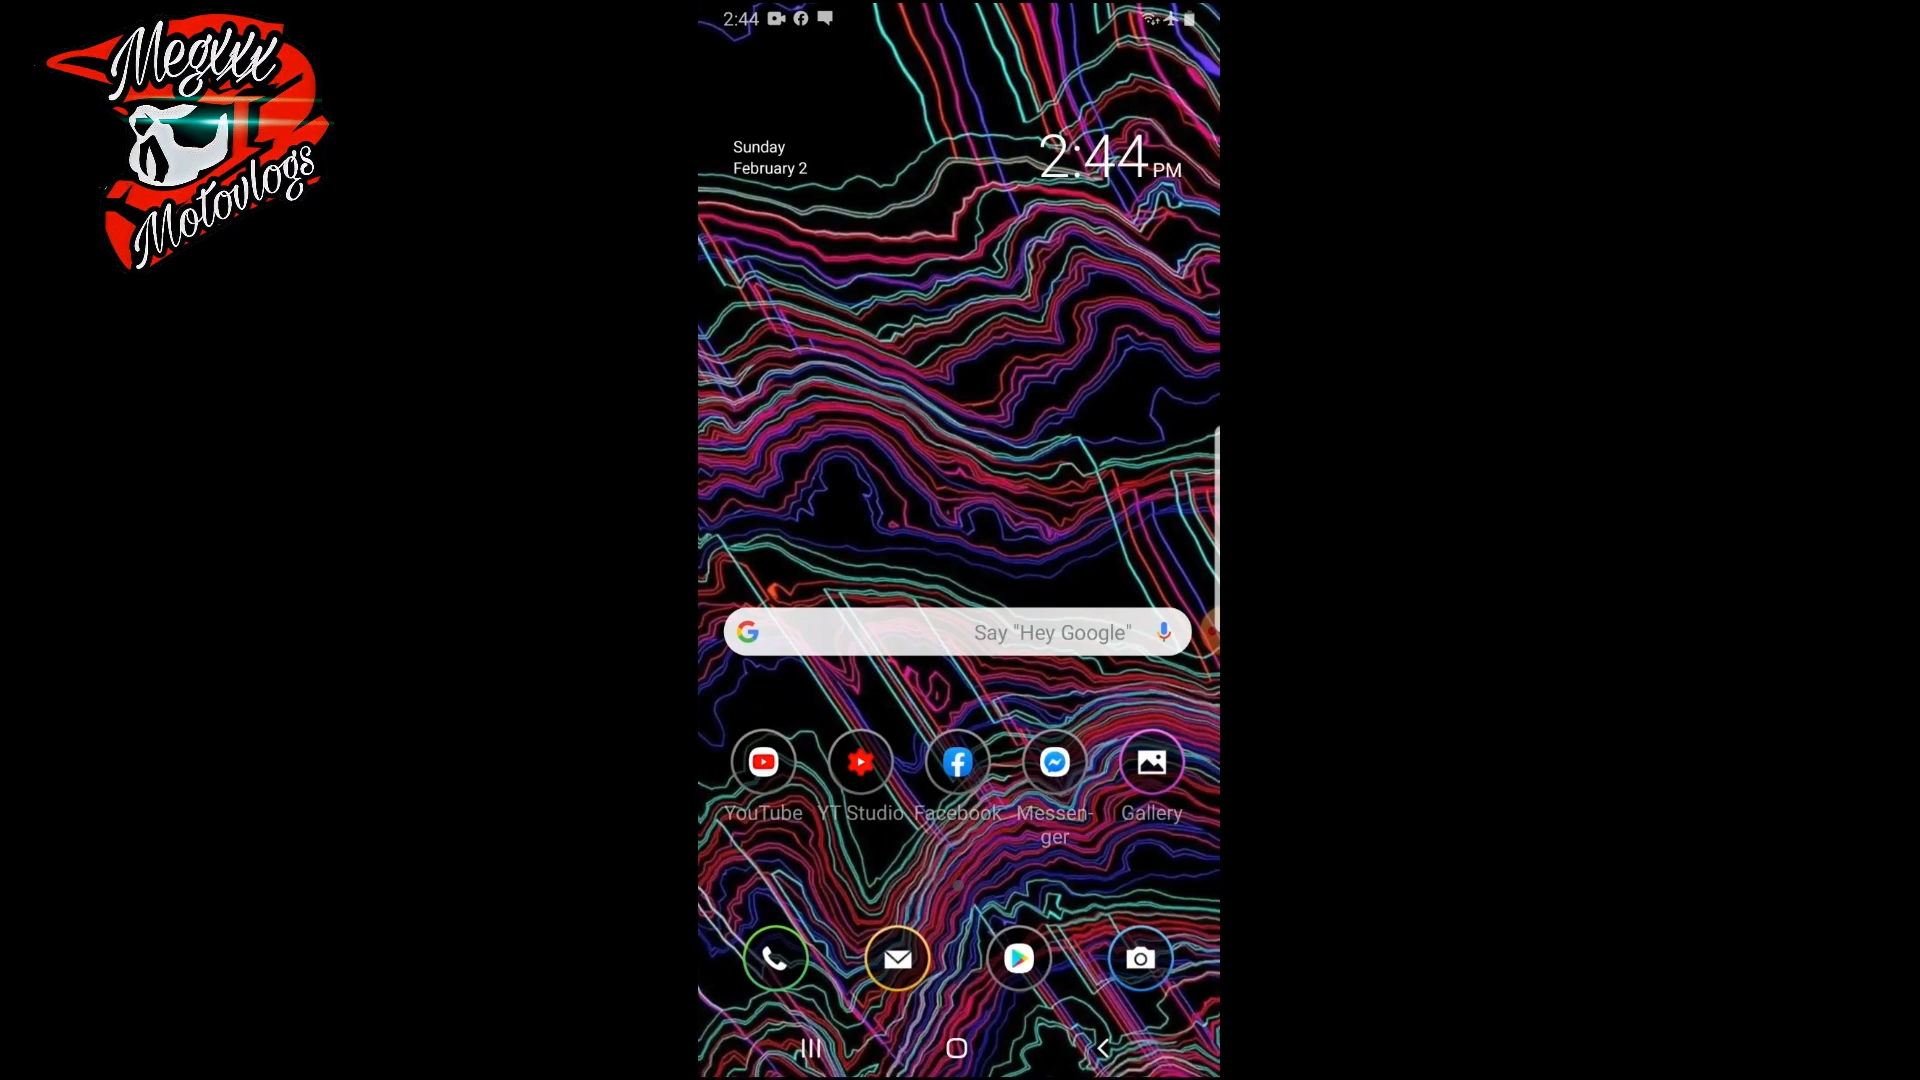 Megxxx
Motovlogs
2:44
Sunday
February 2
2:44 PM
Say "Hey Google"
YouTube
YT Studio
Facebook
Messen-
ger
Gallery